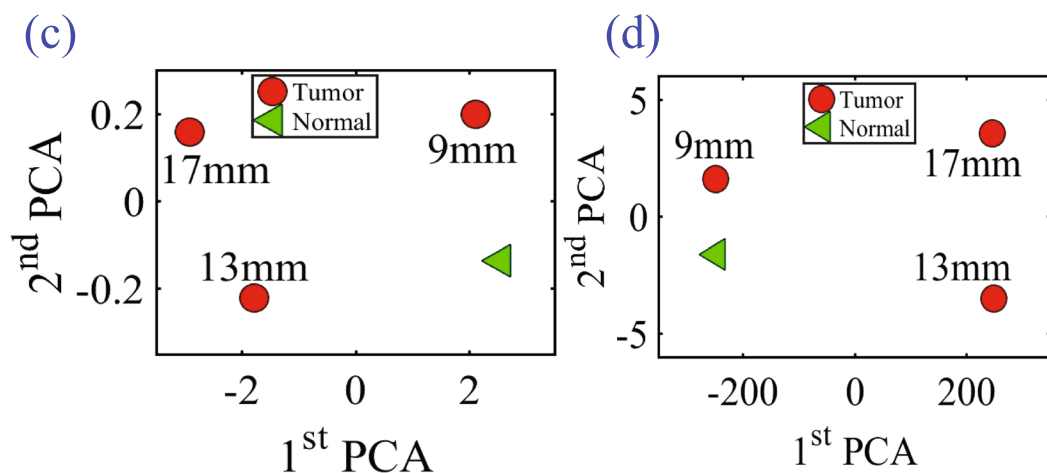 (c)
Tumor
Normal
0.2
0
-0.2
2nd PCA
17mm
9mm
13mm
-2
0
2
1st PCA
(d)
Tumor
Normal
5
0
-5
2nd PCA
9mm
17mm
13mm
-200
0
200
1st PCA